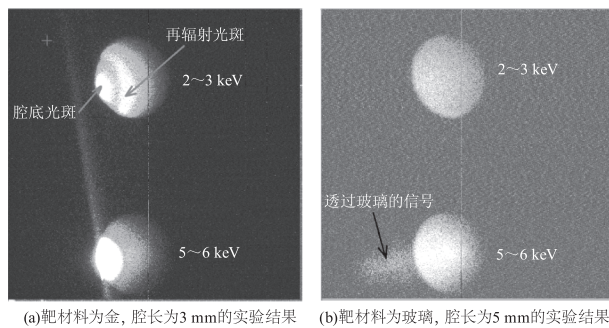 再辐射光斑
2～3 keV
腔底光斑
5～6 keV
(a)靶材料为金, 腔长为3 mm的实验结果
2～3 keV
透过玻璃的信号
5～6 keV
(b)靶材料为玻璃, 腔长为5 mm的实验结果